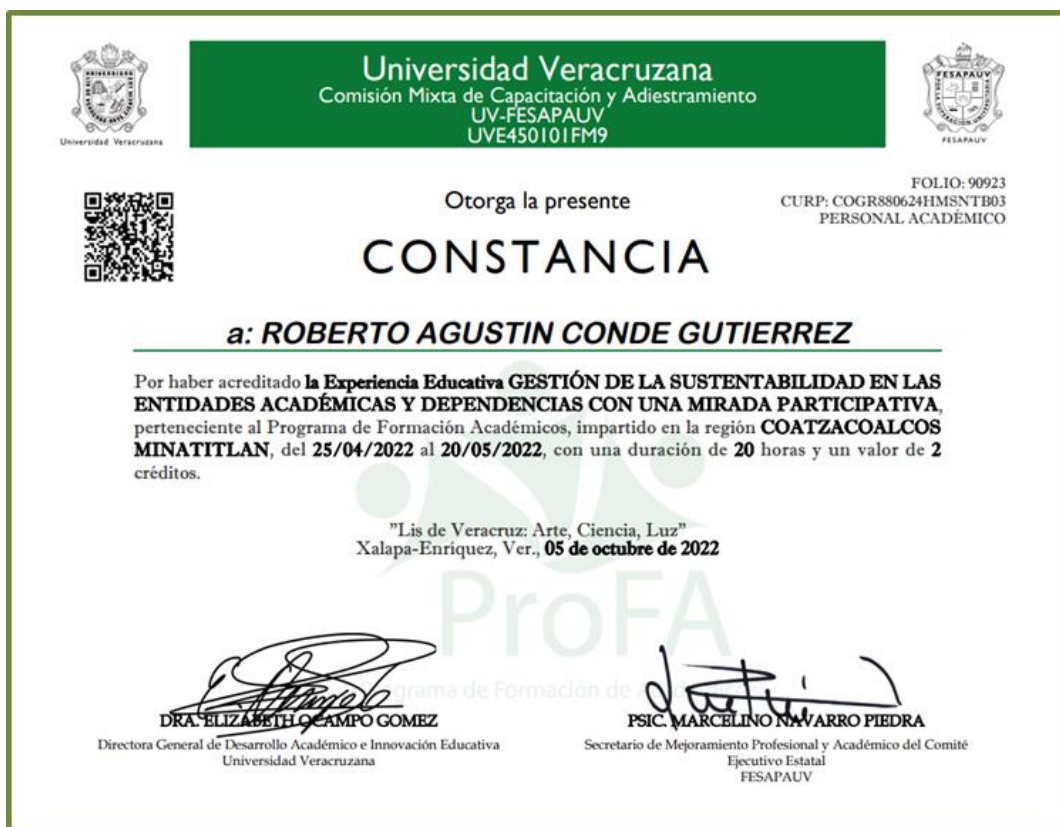 Universidad Veracruzana
Comisión Mixta de Capacitación y Adiestramiento
UV-FESAPAUV
UVE450101FM9
Universidad Veracruzana
FESAPAUV
FESAPAUV
FOLIO: 90923
CURP: COGR880624HMSNTB03
PERSONAL ACADÉMICO
Otorga la presente
CONSTANCIA
a: ROBERTO AGUSTIN CONDE GUTIERREZ
Por haber acreditado la Experiencia Educativa GESTIÓN DE LA SUSTENTABILIDAD EN LAS
ENTIDADES ACADÉMICAS Y DEPENDENCIAS CON UNA MIRADA PARTICIPATIVA,
perteneciente al Programa de Formación Académicos, impartido en la región COATZACOALCOS
MINATITLAN, del 25/04/2022 al 20/05/2022, con una duración de 20 horas y un valor de 2
créditos.
"Lis de Veracruz: Arte, Ciencia, Luz"
Xalapa-Enríquez, Ver., 05 de octubre de 2022
ProFA
Programa de Formación de
DRA. ELIZABETH OCAMPO GOMEZ
Directora General de Desarrollo Académico e Innovación Educativa
Universidad Veracruzana
PSIC. MARCELINO NAVARRO PIEDRA
Secretario de Mejoramiento Profesional y Académico del Comité
Ejecutivo Estatal
FESAPAUV